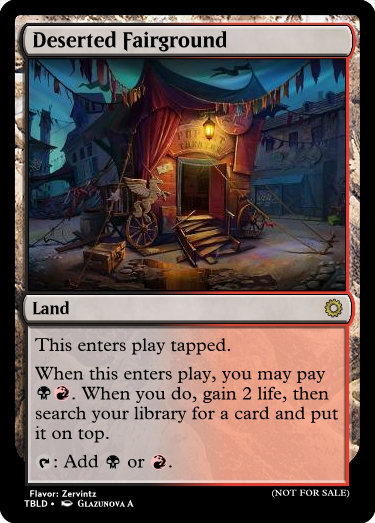 Deserted Fairground
THEATRE
Land
This enters play tapped.
When this enters play, you may pay
. When you do, gain 2 life, then
search your library for a card and put
it on top.
: Add or .
Flavor: Zervintz
TBLD • Glazunova A
(NOT FOR SALE)